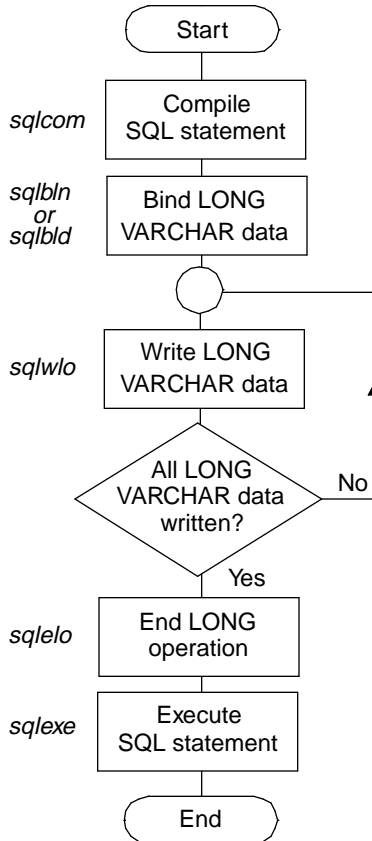 Start
sqlcom
Compile
SQL statement
sqlbln
or
sqlbld
Bind LONG
VARCHAR data
sqlwlo
Write LONG
VARCHAR data
All LONG
VARCHAR data
written?
No
Yes
sqlelo
End LONG
operation
sqlexe
Execute
SQL statement
End